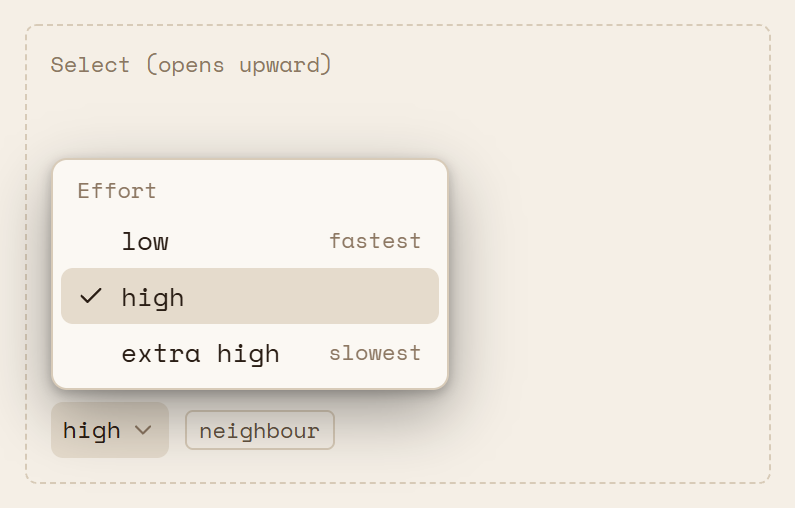 Select (opens upward)
Effort
low fastest
high
extra high slowest
high neighbour